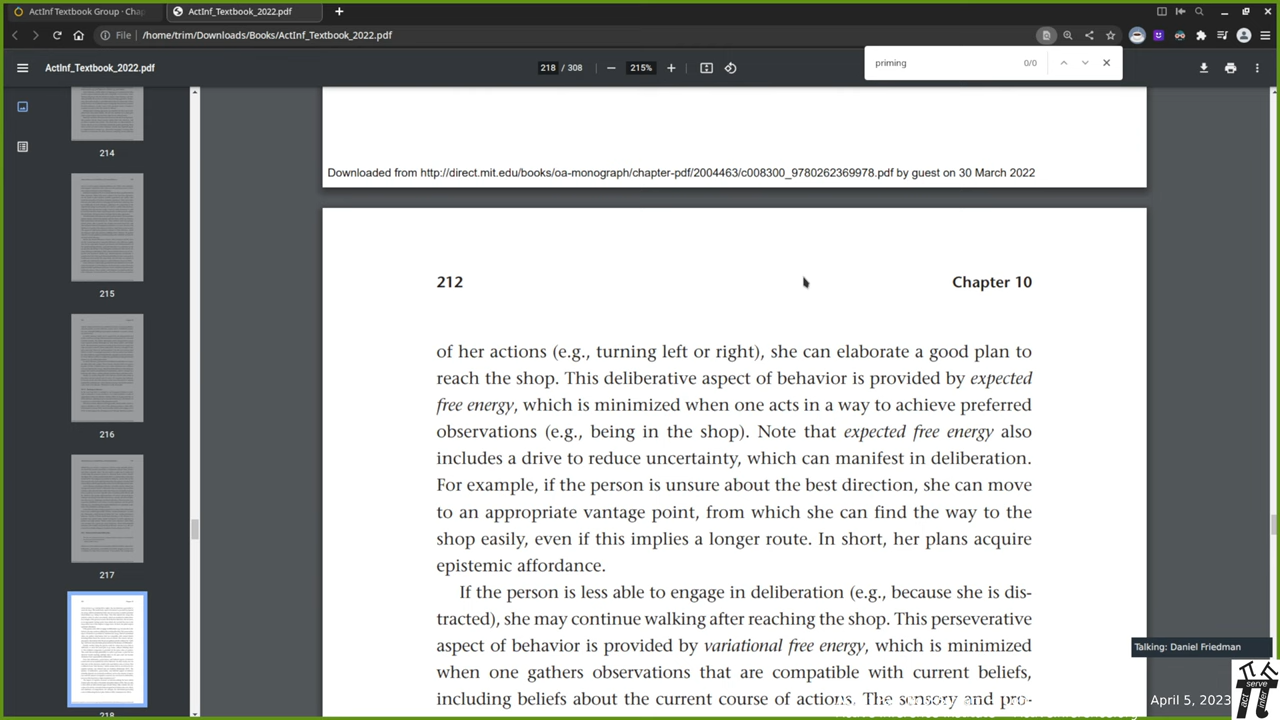 ActInf Textbook Group · Chap
ActInf_Textbook_2022.pdf
File
/home/trim/Downloads/Books/ActInf_Textbook_2022.pdf
priming
0/0
ActInf_Textbook_2022.pdf
218 / 308
215%
214
215
216
217
218
Downloaded from http://direct.mit.edu/books/oa-monograph/chapter-pdf/2004463/c008300_9780262369978.pdf by guest on 30 March 2022
212
Chapter 10
of her actions (e.g., turning left or right), she can elaborate a good plan to
reach the shop. This deliberative aspect of behavior is provided by expected
free energy, which is minimized when one acts in a way to achieve preferred
observations (e.g., being in the shop). Note that expected free energy also
includes a drive to reduce uncertainty, which can manifest in deliberation.
For example, if the person is unsure about the best direction, she can move
to an appropriate vantage point, from which she can find the way to the
shop easily, even if this implies a longer route. In short, her plans acquire
epistemic affordance.
If the person is less able to engage in deliberation (e.g., because she is dis-
tracted), she may continue walking after reaching the shop. This perseverative
aspect of behavior is provided by variational free energy, which is minimized
when one gathers observations that are compatible with current beliefs,
including beliefs about the current course of actions. The sensory and pro-
Talking: Daniel Friedman
act
serve
infer
April 5, 2023